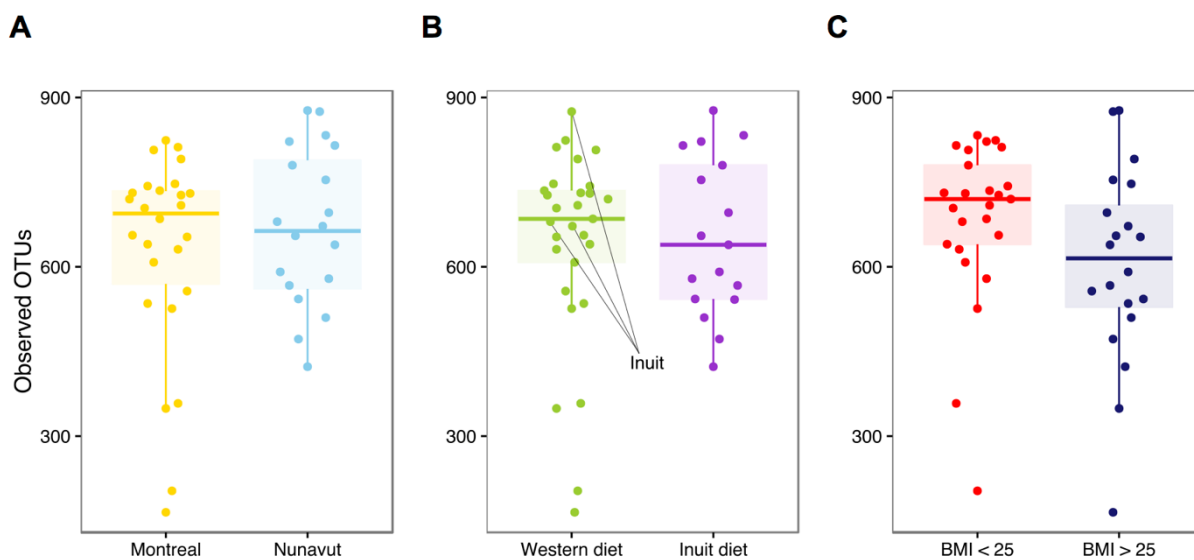 A
B
C
Observed OTUs
900
600
300
Montreal
Nunavut
900
600
300
Inuit
Western diet
Inuit diet
900
600
300
BMI < 25
BMI > 25